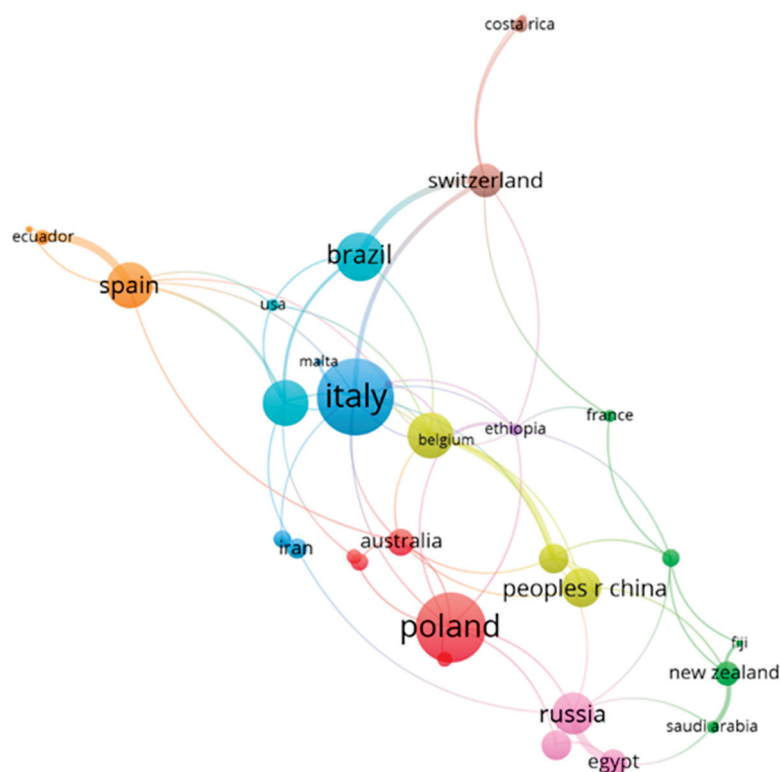 costa rica
switzerland
ecuador
brazil
spain
usa
malta
italy
france
belgium
ethiopia
iran
australia
peoples r china
poland
fiji
new zealand
russia
saudi arabia
egypt